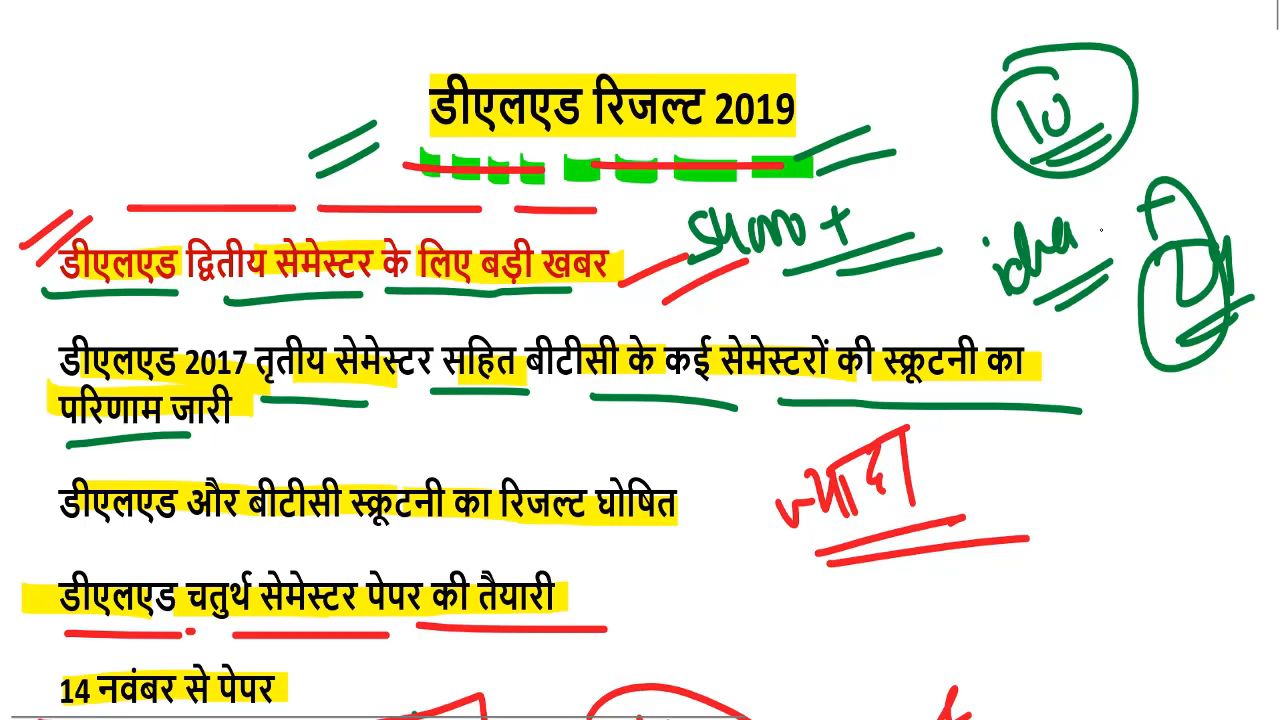 डीएलएड रिजल्ट 2019
10
डीएलएड द्वितीय सेमेस्टर के लिए बड़ी खबर
डीएलएड 2017 तृतीय सेमेस्टर सहित बीटीसी के कई सेमेस्टरों की स्क्रूटनी का
परिणाम जारी
डीएलएड और बीटीसी स्क्रूटनी का रिजल्ट घोषित
ज्यादा
डीएलएड चतुर्थ सेमेस्टर पेपर की तैयारी
14 नवंबर से पेपर